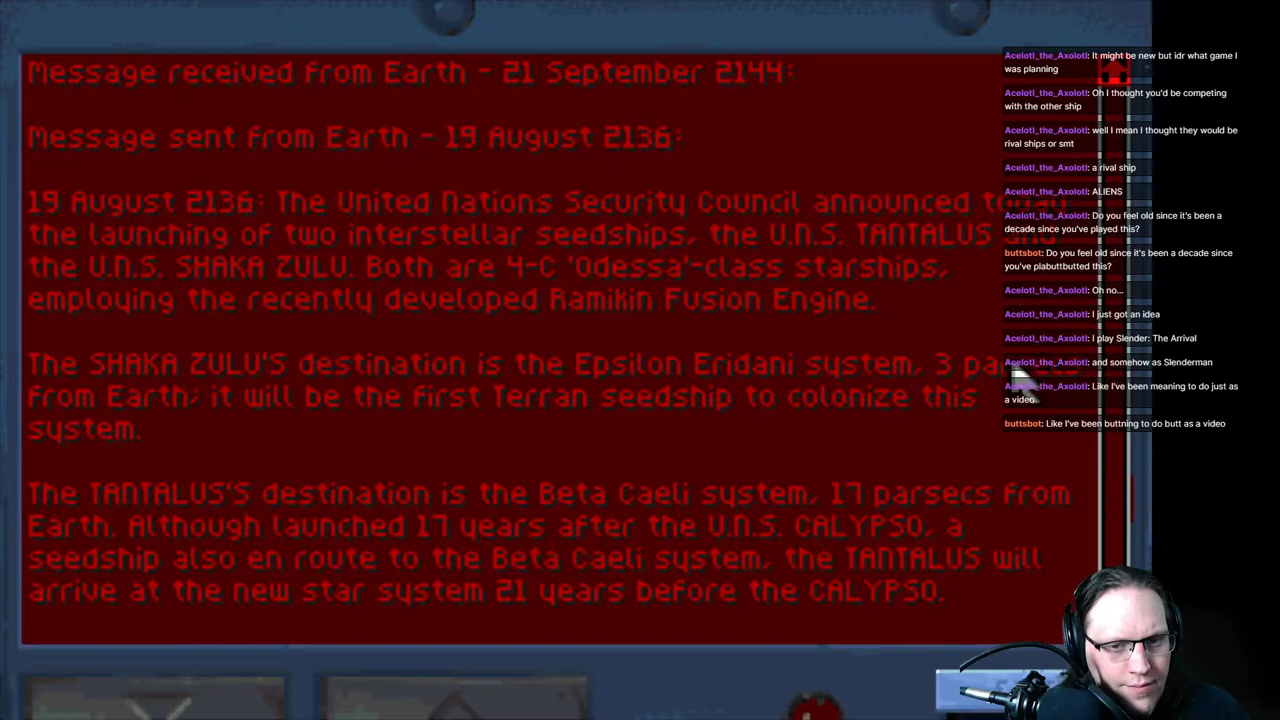 Message received from Earth - 21 September 2144:
Message sent from Earth - 19 August 2136:
19 August 2136: The United Nations Security Council announced today
the launching of two interstellar seedships, the U.N.S. TANTALUS and
the U.N.S. SHAKA ZULU. Both are 4-C 'Odessa'-class starships,
employing the recently developed Ramikin Fusion Engine.
The SHAKA ZULU'S destination is the Epsilon Eridani system, 3 pa
from Earth; it will be the first Terran seedship to colonize this
system.
The TANTALUS'S destination is the Beta Caeli system, 17 parsecs from
Earth. Although launched 17 years after the U.N.S. CALYPSO, a
seedship also en route to the Beta Caeli system, the TANTALUS will
arrive at the new star system 21 years before the CALYPSO.
Acelotl_the_Axolotl: It might be new but idr what game I
was planning
Acelotl_the_Axolotl: Oh I thought you'd be competing
with the other ship
Acelotl_the_Axolotl: well I mean I thought they would be
rival ships or smt
Acelotl_the_Axolotl: a rival ship
Acelotl_the_Axolotl: ALIENS
Acelotl_the_Axolotl: Do you feel old since it's been a
decade since you've played this?
buttsbot: Do you feel old since it's been a decade since
you've plabuttbutted this?
Acelotl_the_Axolotl: Oh no...
Acelotl_the_Axolotl: I just got an idea
Acelotl_the_Axolotl: I play Slender: The Arrival
Acelotl_the_Axolotl: and somehow as Slenderman
Acelotl_the_Axolotl: Like I've been meaning to do just as
a video
buttsbot: Like I've been buttning to do butt as a video